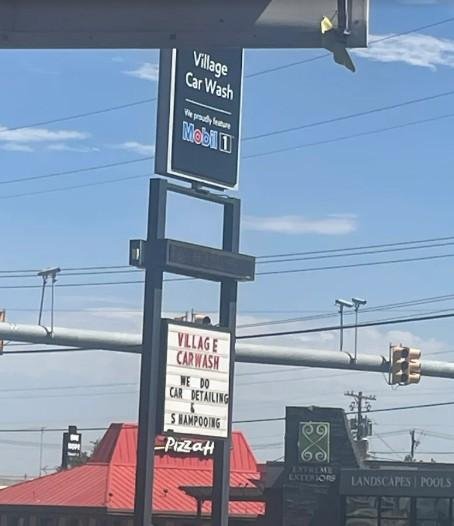 Village
Car Wash
We proudly feature
Mobil 1
VILLAGE
CARWASH
WE DO
CAR DETAILING
&
SHAMPOOING
PizzaH
EXTREME
EXTERIORS
LANDSCAPES | POOLS